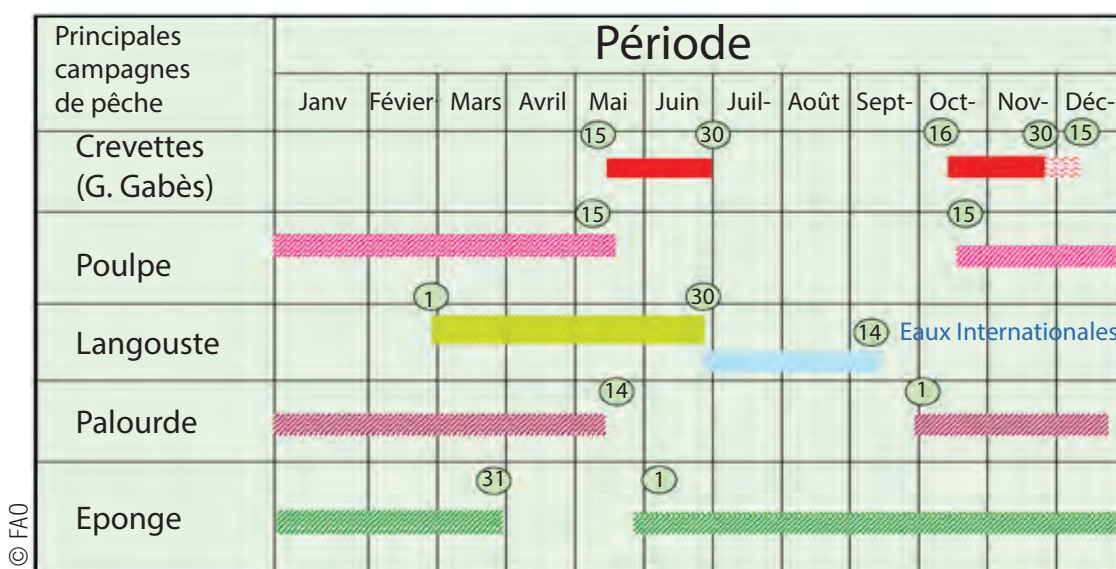 Principales
campagnes
de pêche
Période
Janv Févier- Mars Avril Mai Juin Juil- Août Sept- Oct- Nov- Déc-
Crevettes
(G. Gabès)
15 30 16 30 15
Poulpe
15 15
Langouste
1 30 14 Eaux Internationales
Palourde
14 1
Eponge
31 1
© FAO